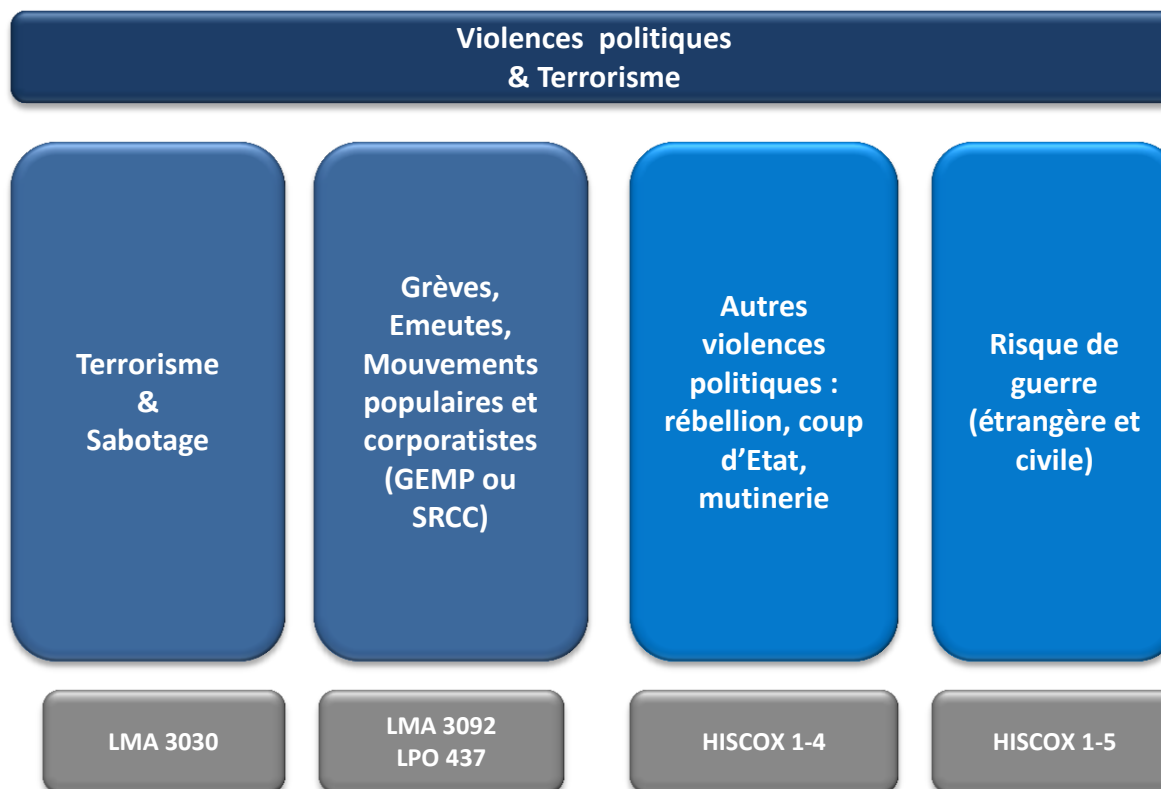 Violences politiques
& Terrorisme
Terrorisme
&
Sabotage
Grèves,
Emeutes,
Mouvements
populaires et
corporatistes
(GEMP ou
SRCC)
Autres
violences
politiques :
rébellion, coup
d’Etat,
mutinerie
Risque de
guerre
(étrangère et
civile)
LMA 3030
LMA 3092
LPO 437
HISCOX 1-4
HISCOX 1-5